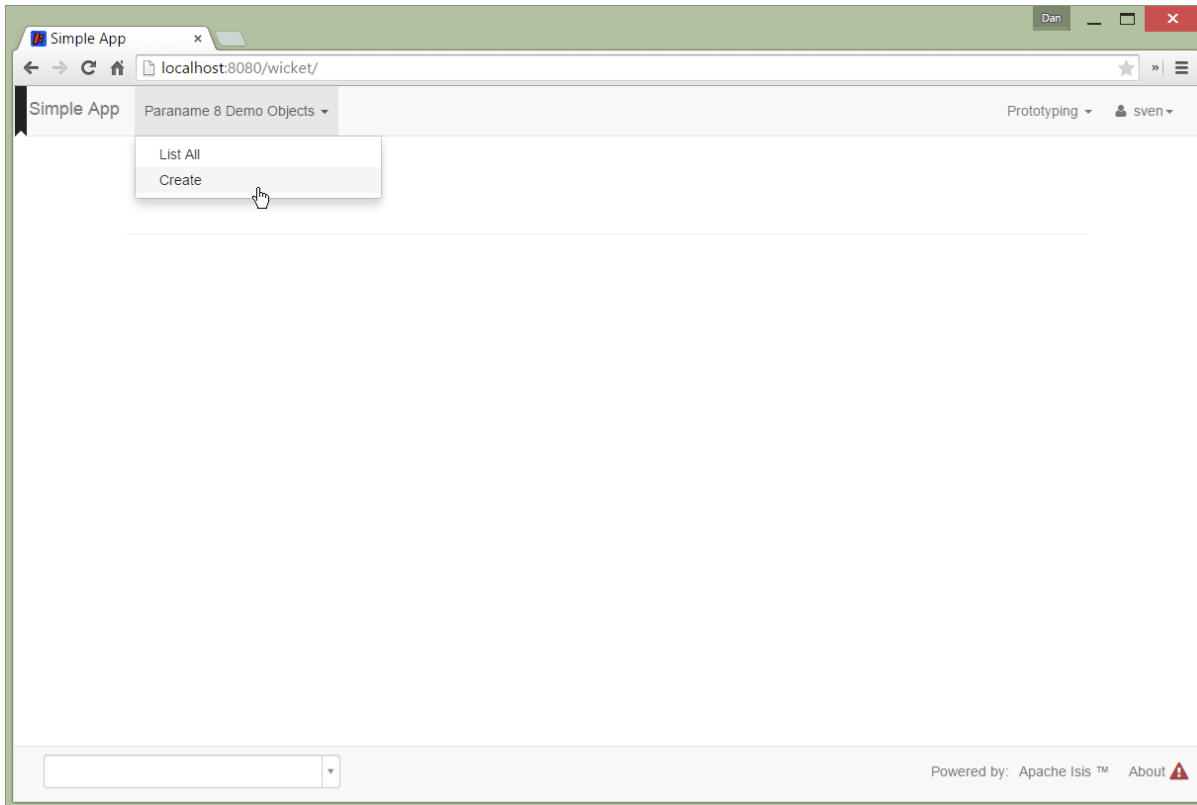 Dan
Simple App
localhost:8080/wicket/
Simple App Paraname 8 Demo Objects Prototyping sven
List All
Create
Powered by: Apache Isis ™ About